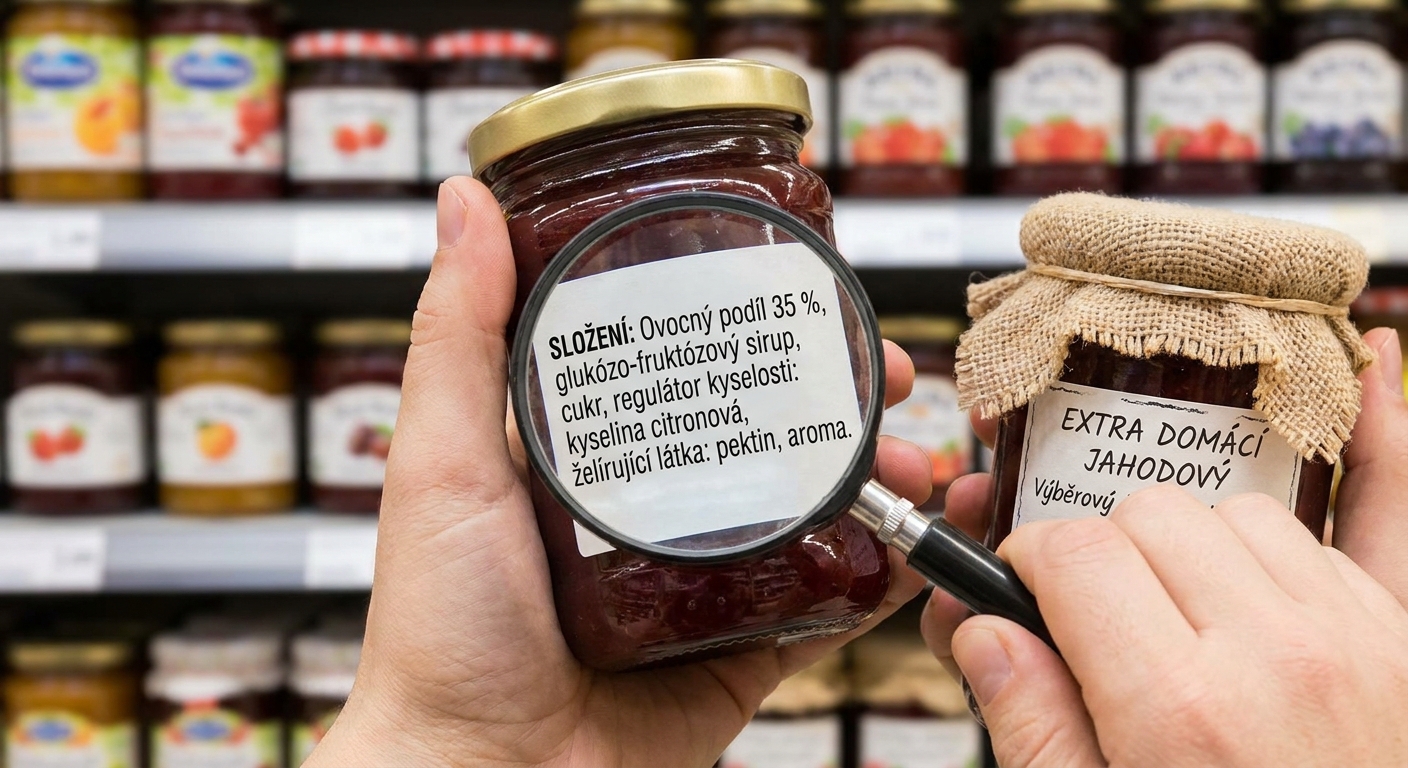 SLOŽENÍ: Ovocný podíl 35 %,
glukózo-fruktózový sirup,
cukr, regulátor kyselosti:
kyselina citronová,
želírující látka: pektin, aroma.
EXTRA DOMÁCÍ
JAHODOVÝ
Výběrový